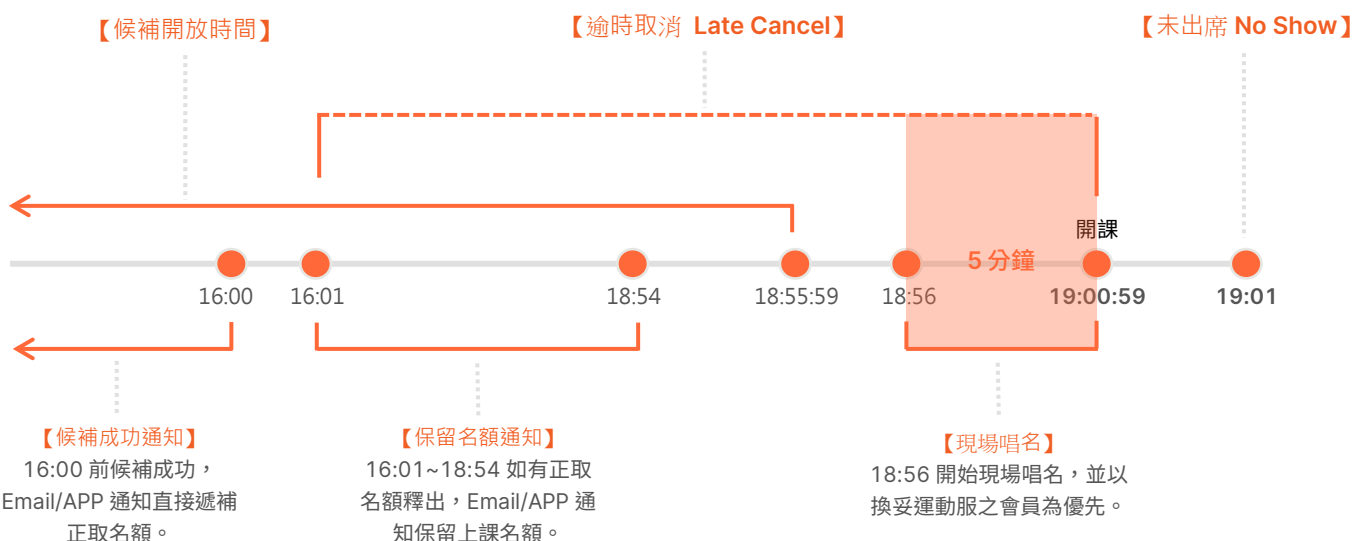 【候補開放時間】
【逾時取消 Late Cancel】
【未出席 No Show】
開課
5分鐘
16:00
16:01
18:54
18:55:59
18:56
19:00:59
19:01
【候補成功通知】
16:00 前候補成功，
Email/APP 通知直接遞補
正取名額。
【保留名額通知】
16:01~18:54 如有正取
名額釋出，Email/APP 通
知保留上課名額。
【現場唱名】
18:56 開始現場唱名，並以
換妥運動服之會員為優先。